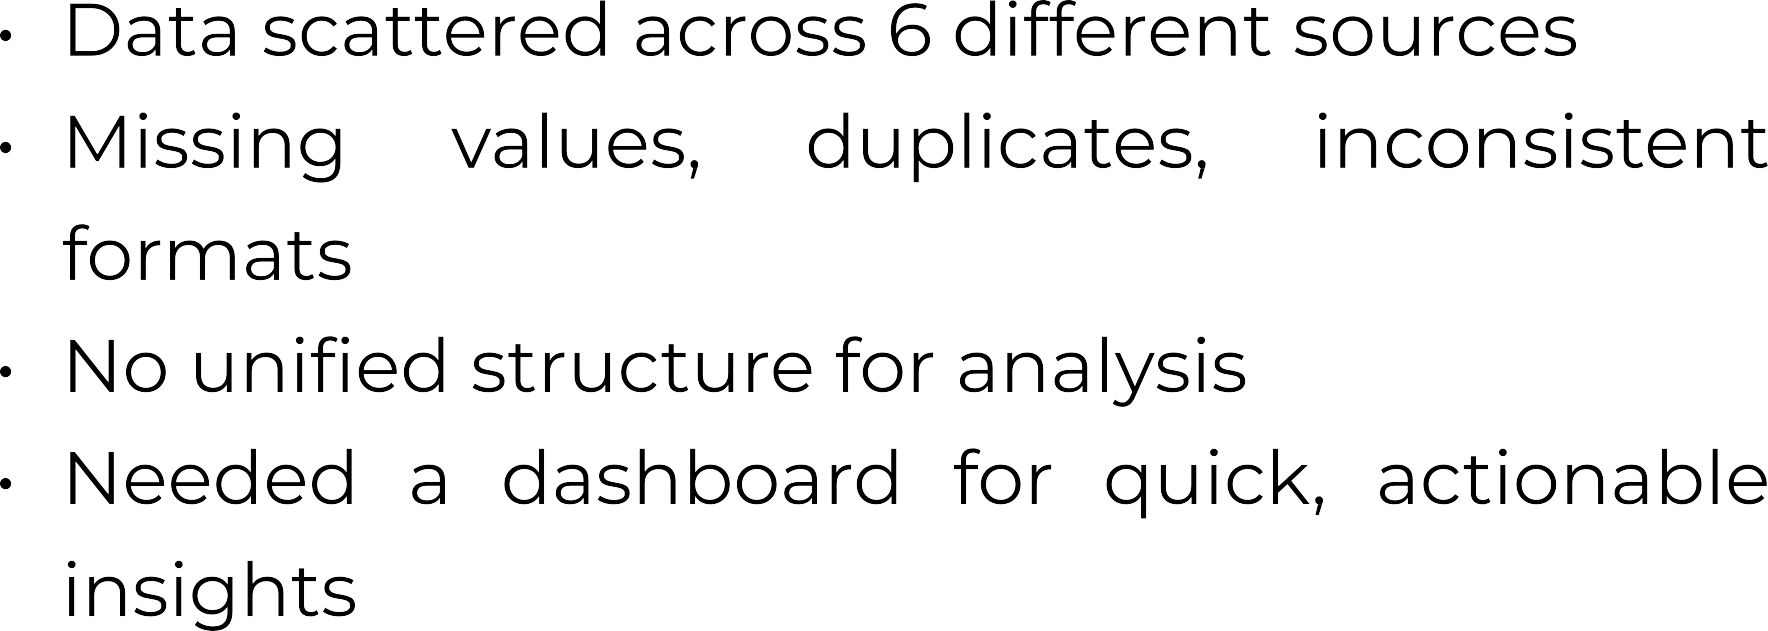 • Data scattered across 6 different sources
• Missing values, duplicates, inconsistent
formats
• No unified structure for analysis
• Needed a dashboard for quick, actionable
insights